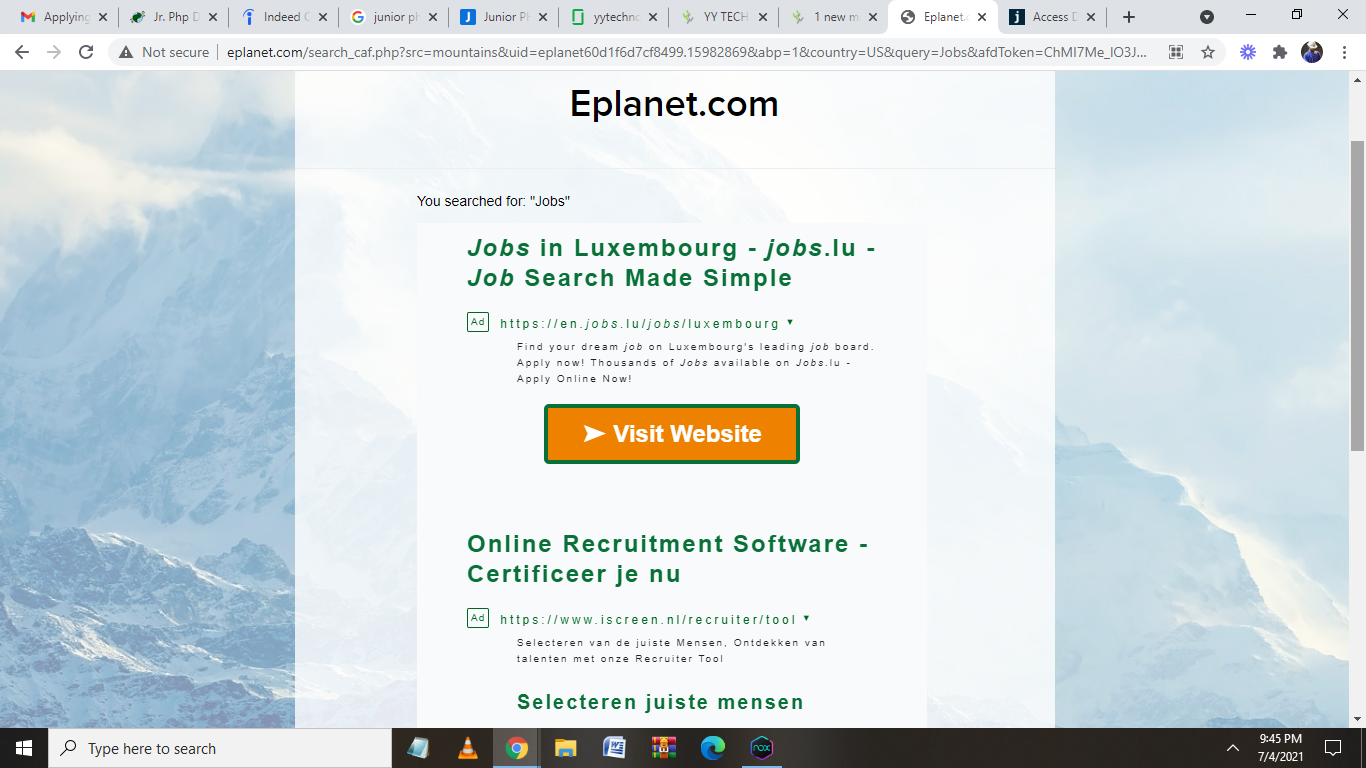 Applying
Jr. Php D
Indeed C
junior ph
Junior Ph
yytechno
YY TECH
1 new m
Eplanet.c
Access D
Not secure
eplanet.com/search_caf.php?src=mountains&uid=eplanet60d1f6d7cf8499.15982869&abp=1&country=US&query=Jobs&afdToken=ChMI7Me_lO3J...
Eplanet.com
You searched for: "Jobs"
Jobs in Luxembourg - jobs.lu -
Job Search Made Simple
Ad https://en.jobs.lu/jobs/luxembourg ▼
Find your dream job on Luxembourg's leading job board.
Apply now! Thousands of Jobs available on Jobs.lu -
Apply Online Now!
➤ Visit Website
Online Recruitment Software -
Certificeer je nu
Ad https://www.iscreen.nl/recruiter/tool ▼
Selecteren van de juiste Mensen, Ontdekken van
talenten met onze Recruiter Tool
Selecteren juiste mensen
Type here to search
nox
9:45 PM
7/4/2021